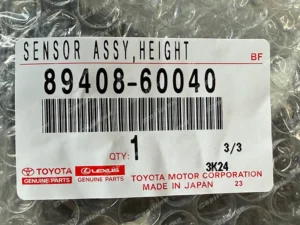 SENSOR ASSY,HEIGHT
BF
89408-60040
QTY: 1
3/3
3K24
TOYOTA LEXUS TOYOTA MOTOR CORPORATION
GENUINE PARTS GENUINE PARTS MADE IN JAPAN 23